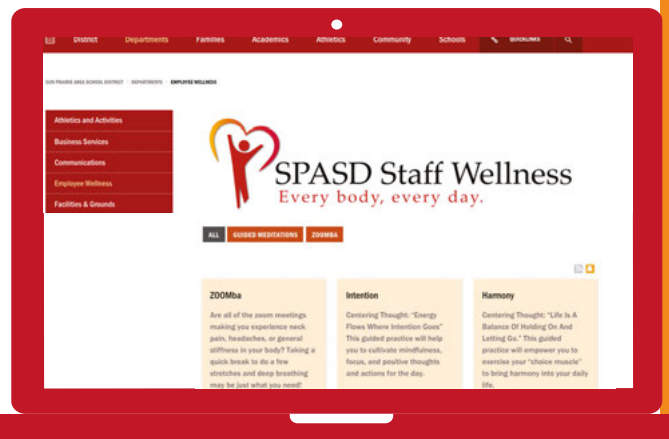 District Departments Families Academics Athletics Community Schools QUICKLINKS
SUN PRAIRIE AREA SCHOOL DISTRICT / DEPARTMENTS / EMPLOYEE WELLNESS
Athletics and Activities
Business Services
Communications
Employee Wellness
Facilities & Grounds
SPASD Staff Wellness
Every body, every day.
ALL GUIDED MEDITATIONS ZOOMBA
ZOOMba
Are all of the zoom meetings
making you experience neck
pain, headaches, or general
stiffness in your body? Taking a
quick break to do a few
stretches and deep breathing
may be just what you need!
Intention
Centering Thought: “Energy
Flows Where Intention Goes”
This guided practice will help
you to cultivate mindfulness,
focus, and positive thoughts
and actions for the day.
Harmony
Centering Thought: “Life Is A
Balance Of Holding On And
Letting Go.” This guided
practice will empower you to
exercise your “choice muscle”
to bring harmony into your daily
life.